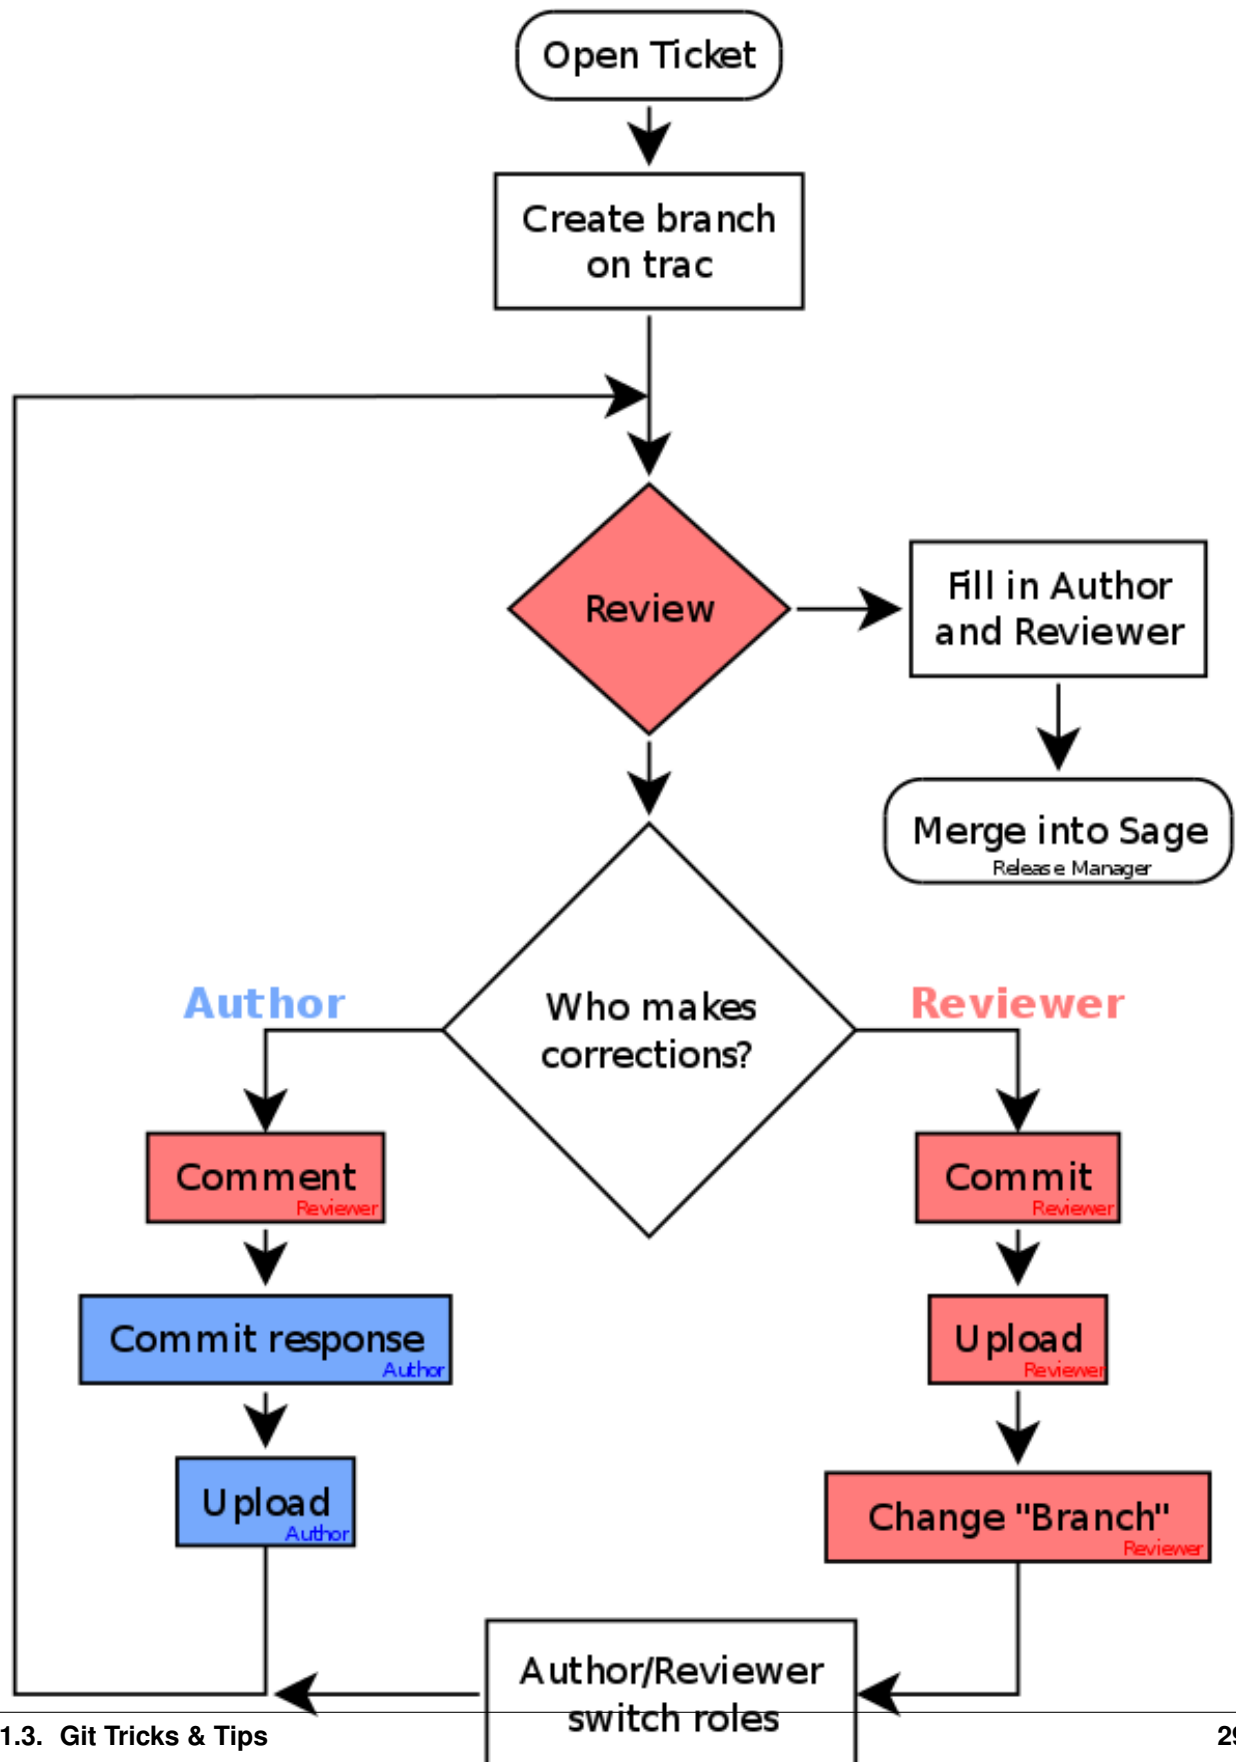 Open Ticket
Create branch
on trac
Review
Fill in Author
and Reviewer
Merge into Sage
Release Manager
Who makes
corrections?
Author
Reviewer
Comment
Reviewer
Commit response
Author
Upload
Author
Commit
Reviewer
Upload
Reviewer
Change "Branch"
Reviewer
Author/Reviewer
switch roles
1.3. Git Tricks & Tips
29